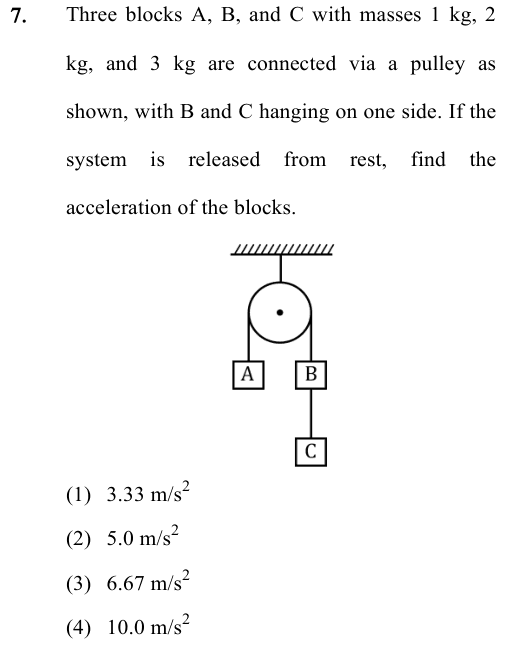 7. Three blocks A, B, and C with masses 1 kg, 2
kg, and 3 kg are connected via a pulley as
shown, with B and C hanging on one side. If the
system is released from rest, find the
acceleration of the blocks.
A B
C
(1) 3.33 m/s²
(2) 5.0 m/s²
(3) 6.67 m/s²
(4) 10.0 m/s²